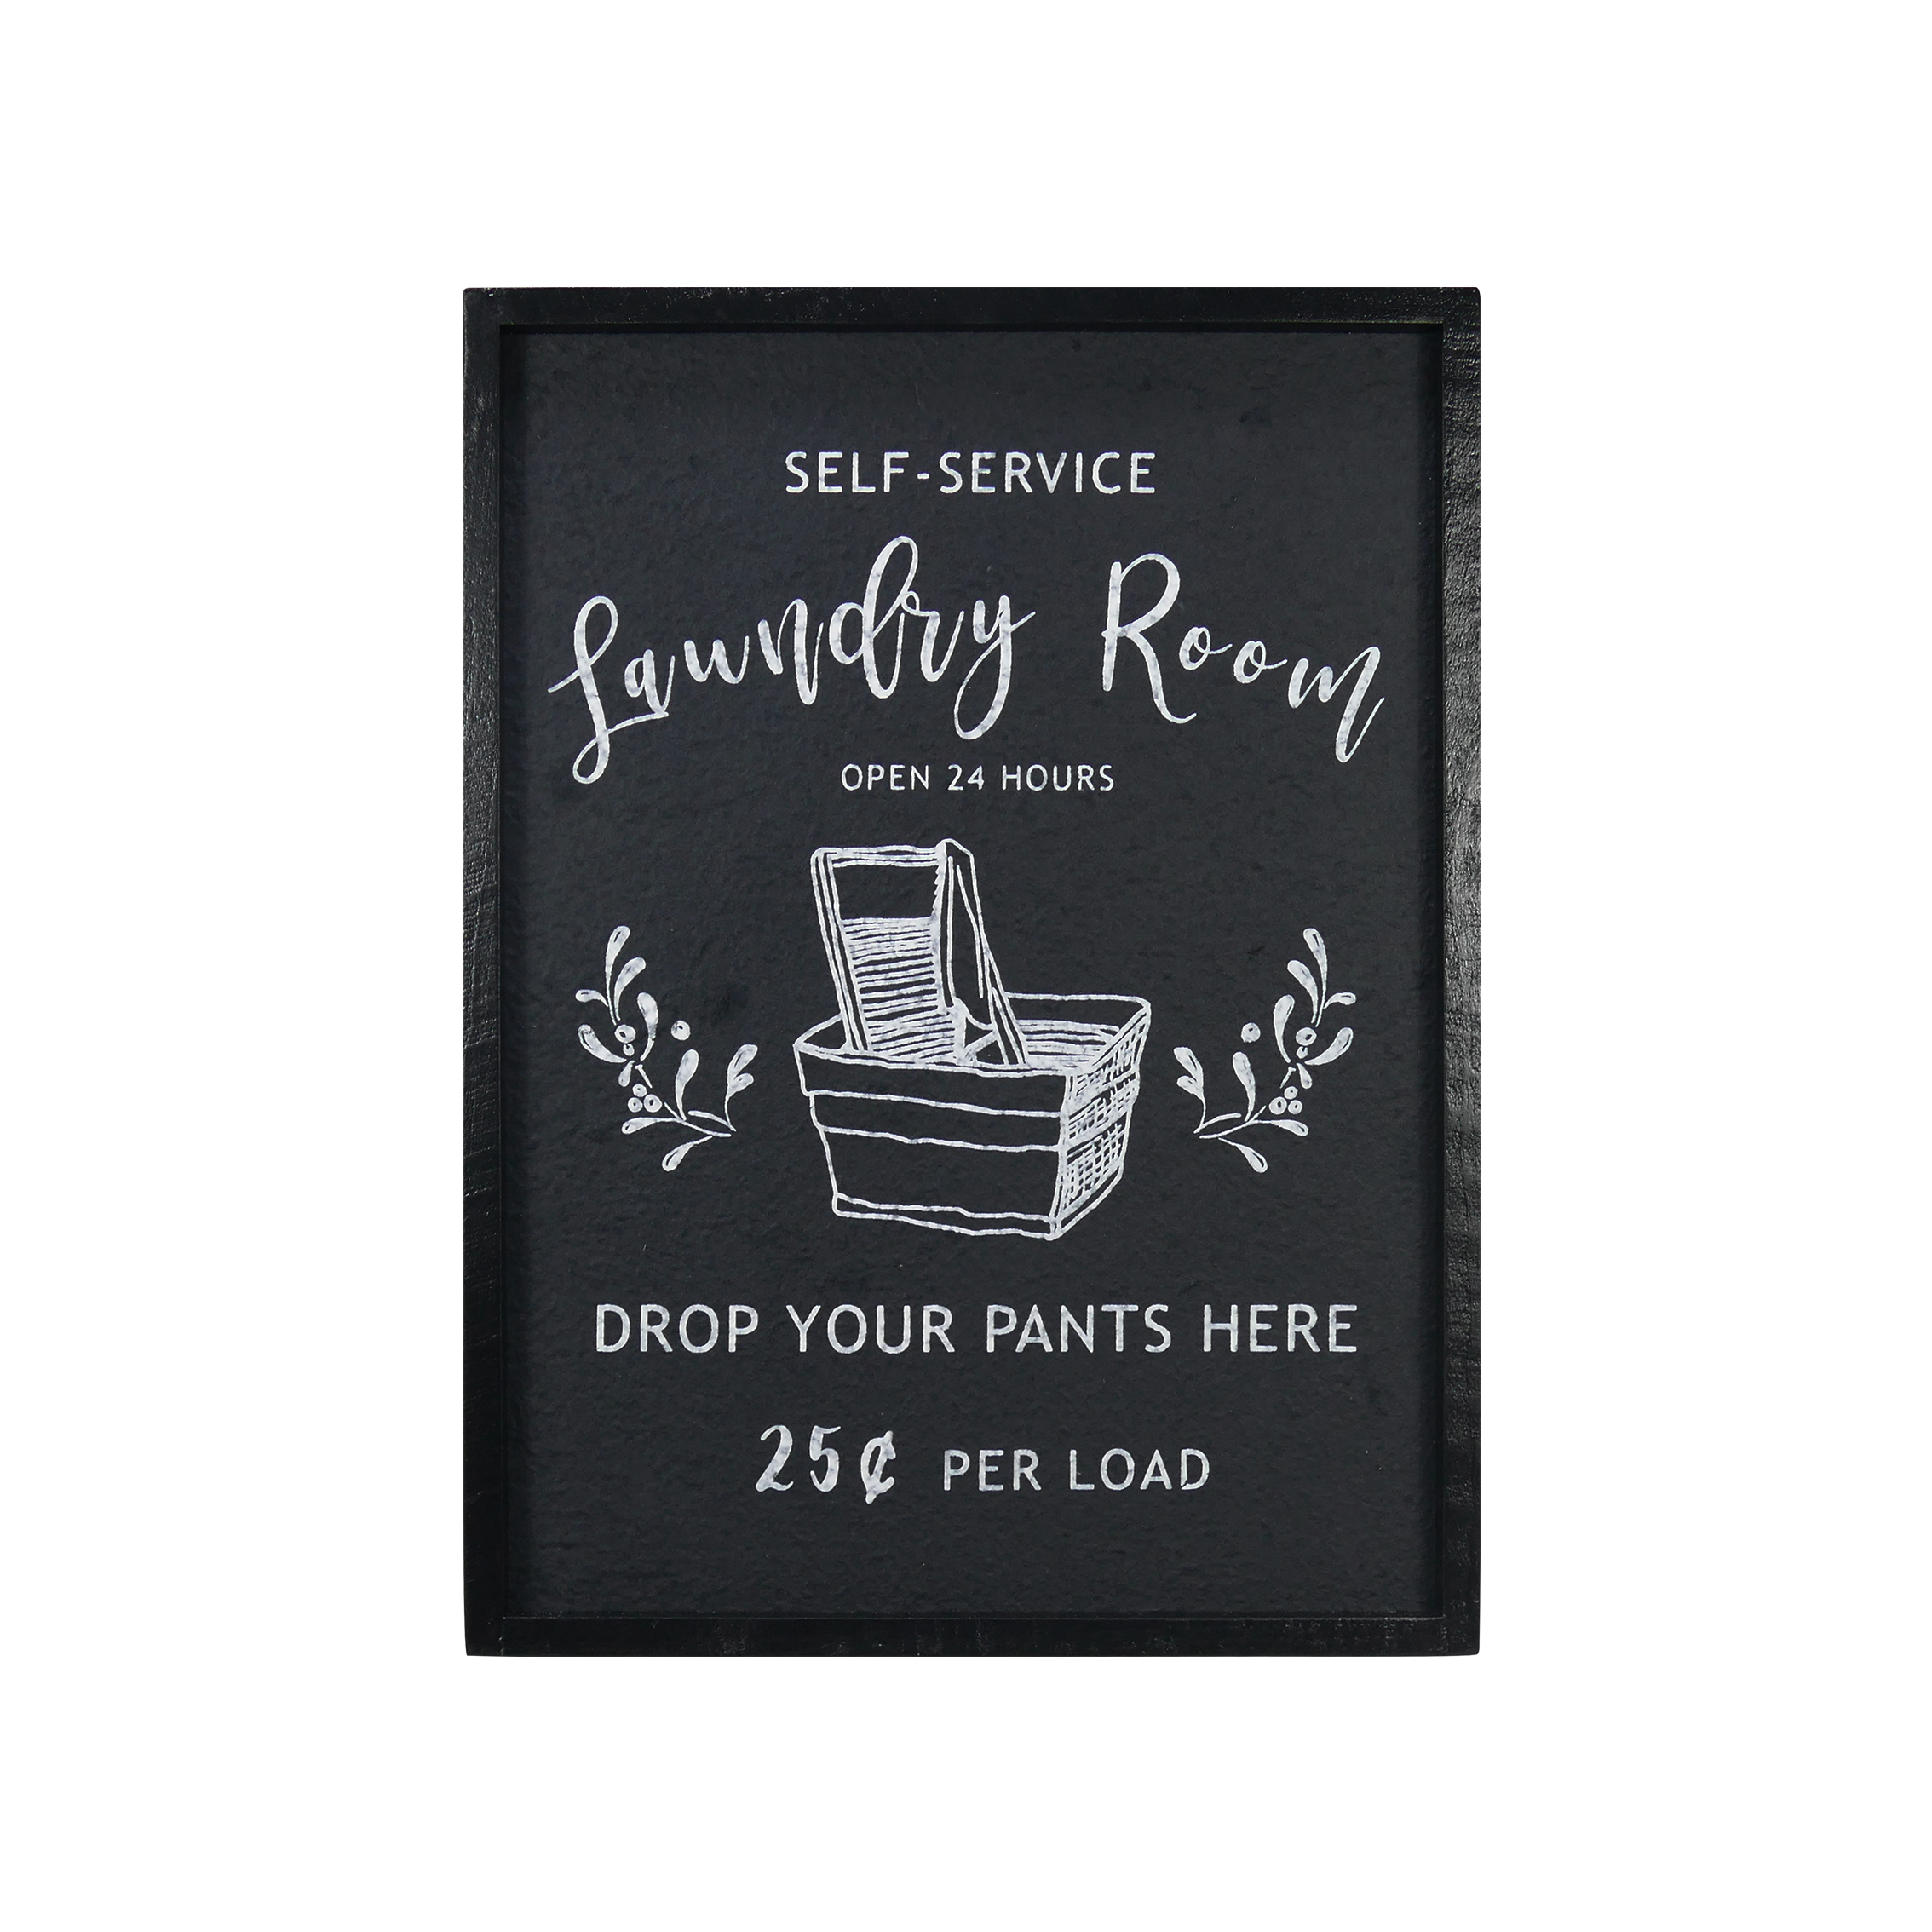 SELF-SERVICE
Laundry Room
OPEN 24 HOURS
DROP YOUR PANTS HERE
25¢ PER LOAD